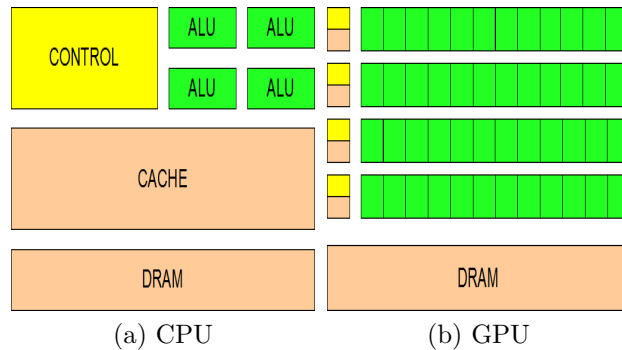 CONTROL
ALU ALU
ALU ALU
CACHE
DRAM
DRAM
(a) CPU
(b) GPU